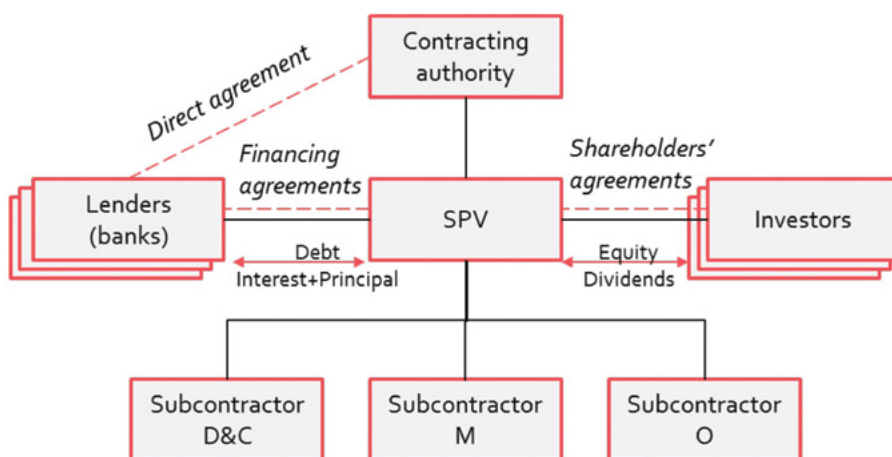 Contracting
authority
Direct agreement
Financing
agreements
Shareholders'
agreements
Lenders
(banks)
SPV
Investors
Debt
Interest+Principal
Equity
Dividends
Subcontractor
D&C
Subcontractor
M
Subcontractor
O